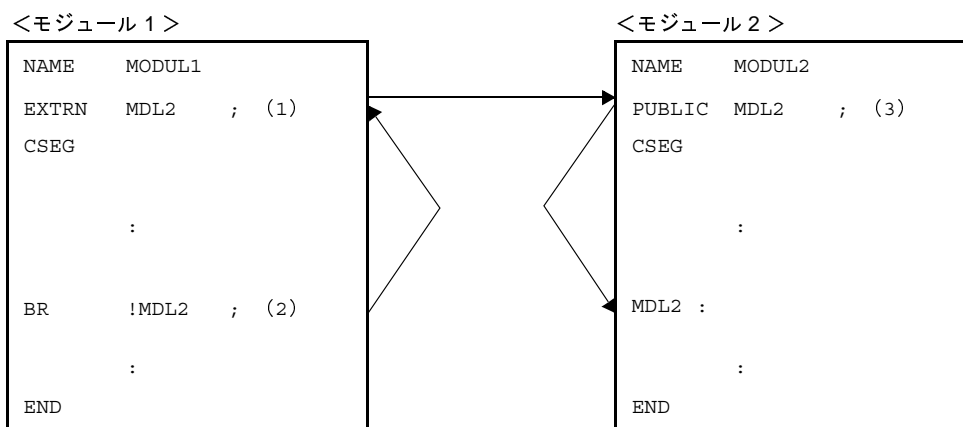 ＜モジュール 1 ＞
NAME MODUL1
EXTRN MDL2 ; (1)
CSEG
:
BR !MDL2 ; (2)
:
END
＜モジュール 2 ＞
NAME MODUL2
PUBLIC MDL2 ; (3)
CSEG
:
MDL2 :
:
END